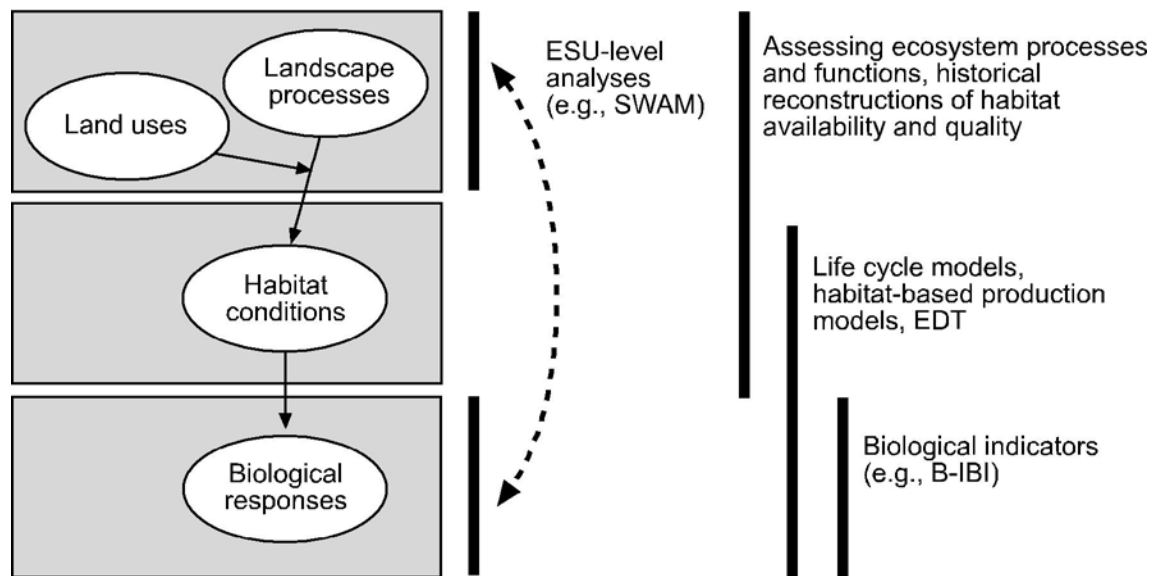 Landscape
processes
Land uses
Habitat
conditions
Biological
responses
ESU-level
analyses
(e.g., SWAM)
Assessing ecosystem processes
and functions, historical
reconstructions of habitat
availability and quality
Life cycle models,
habitat-based production
models, EDT
Biological indicators
(e.g., B-IBI)